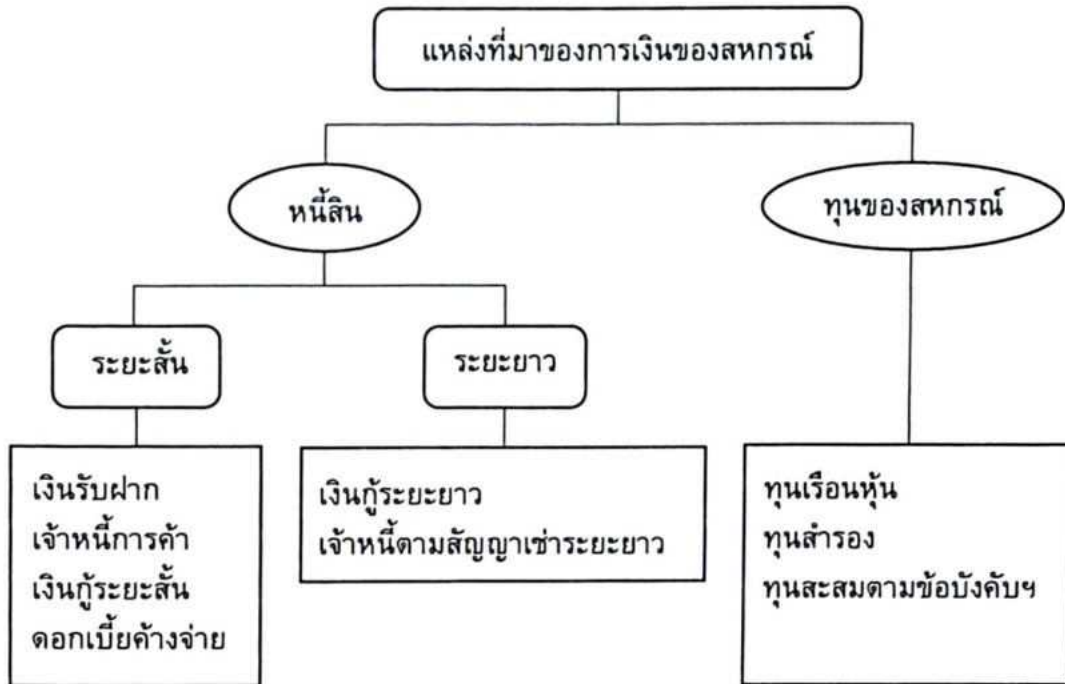 แหล่งที่มาของการเงินของสหกรณ์
หนี้สิน
ทุนของสหกรณ์
ระยะสั้น
ระยะยาว
เงินรับฝาก
เจ้าหนี้การค้า
เงินกู้ระยะสั้น
ดอกเบี้ยค้างจ่าย
เงินกู้ระยะยาว
เจ้าหนี้ตามสัญญาเช่าระยะยาว
ทุนเรือนหุ้น
ทุนสำรอง
ทุนสะสมตามข้อบังคับฯ